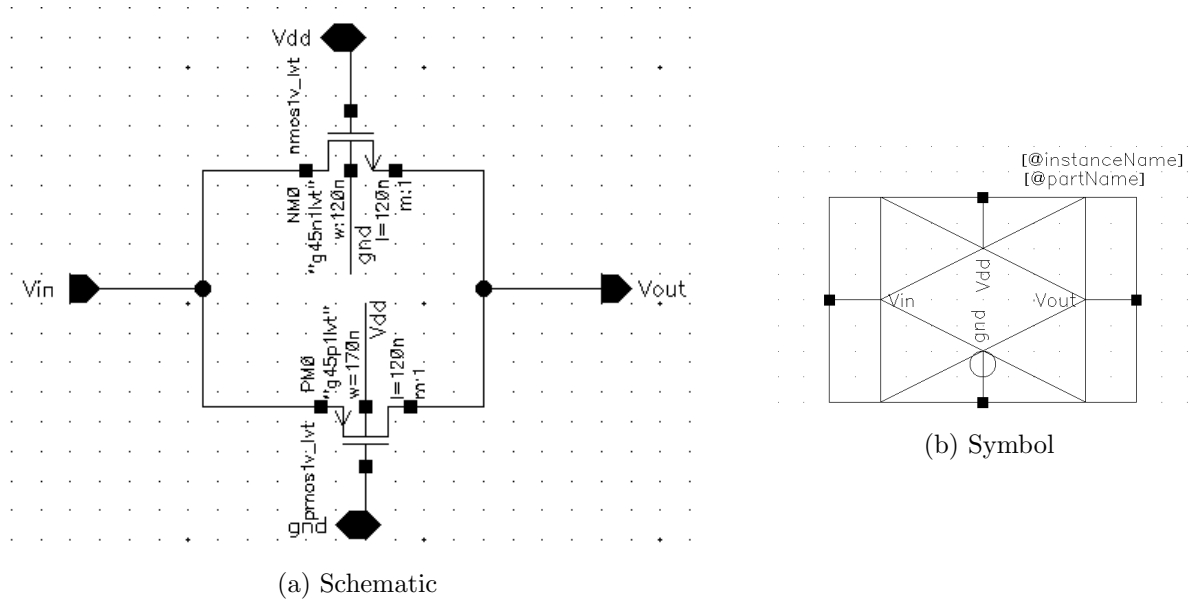 Vdd
nmos1v_lvt
NM0
"g45n1lvt"
w:120n
gnd
l=120n
m:1
Vin
Vout
PM0
"g45p1lvt"
w=170n
Vdd
l=120n
m:1
pmos1v_lvt
gnd
(a) Schematic
[@instanceName]
[@partName]
Vdd
Vin
Vout
gnd
(b) Symbol